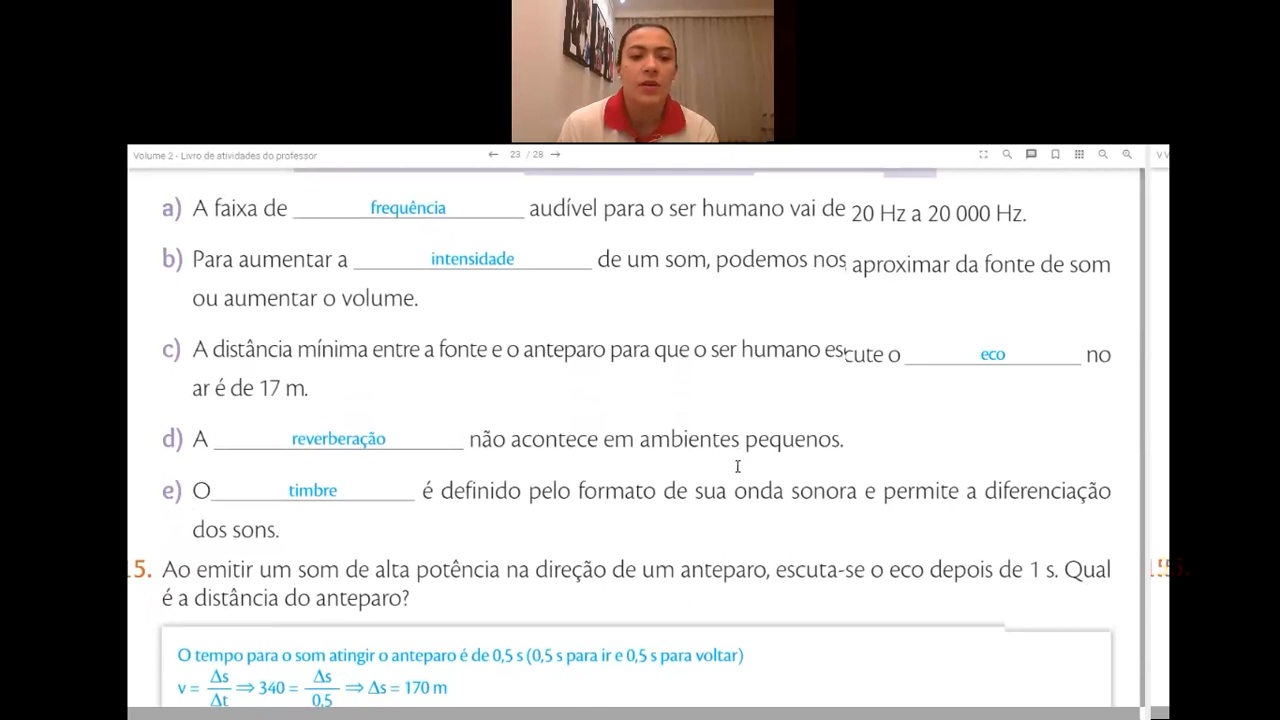 Volume 2 - Livro de atividades do professor ← 23 / 28 →
a) A faixa de frequência audível para o ser humano vai de 20 Hz a 20 000 Hz.
b) Para aumentar a intensidade de um som, podemos nos aproximar da fonte de som
ou aumentar o volume.
c) A distância mínima entre a fonte e o anteparo para que o ser humano escute o eco no
ar é de 17 m.
d) A reverberação não acontece em ambientes pequenos.
e) O timbre é definido pelo formato de sua onda sonora e permite a diferenciação
dos sons.
5. Ao emitir um som de alta potência na direção de um anteparo, escuta-se o eco depois de 1 s. Qual
é a distância do anteparo?
O tempo para o som atingir o anteparo é de 0,5 s (0,5 s para ir e 0,5 s para voltar)
v = Δs/Δt ⇒ 340 = Δs/0,5 ⇒ Δs = 170 m